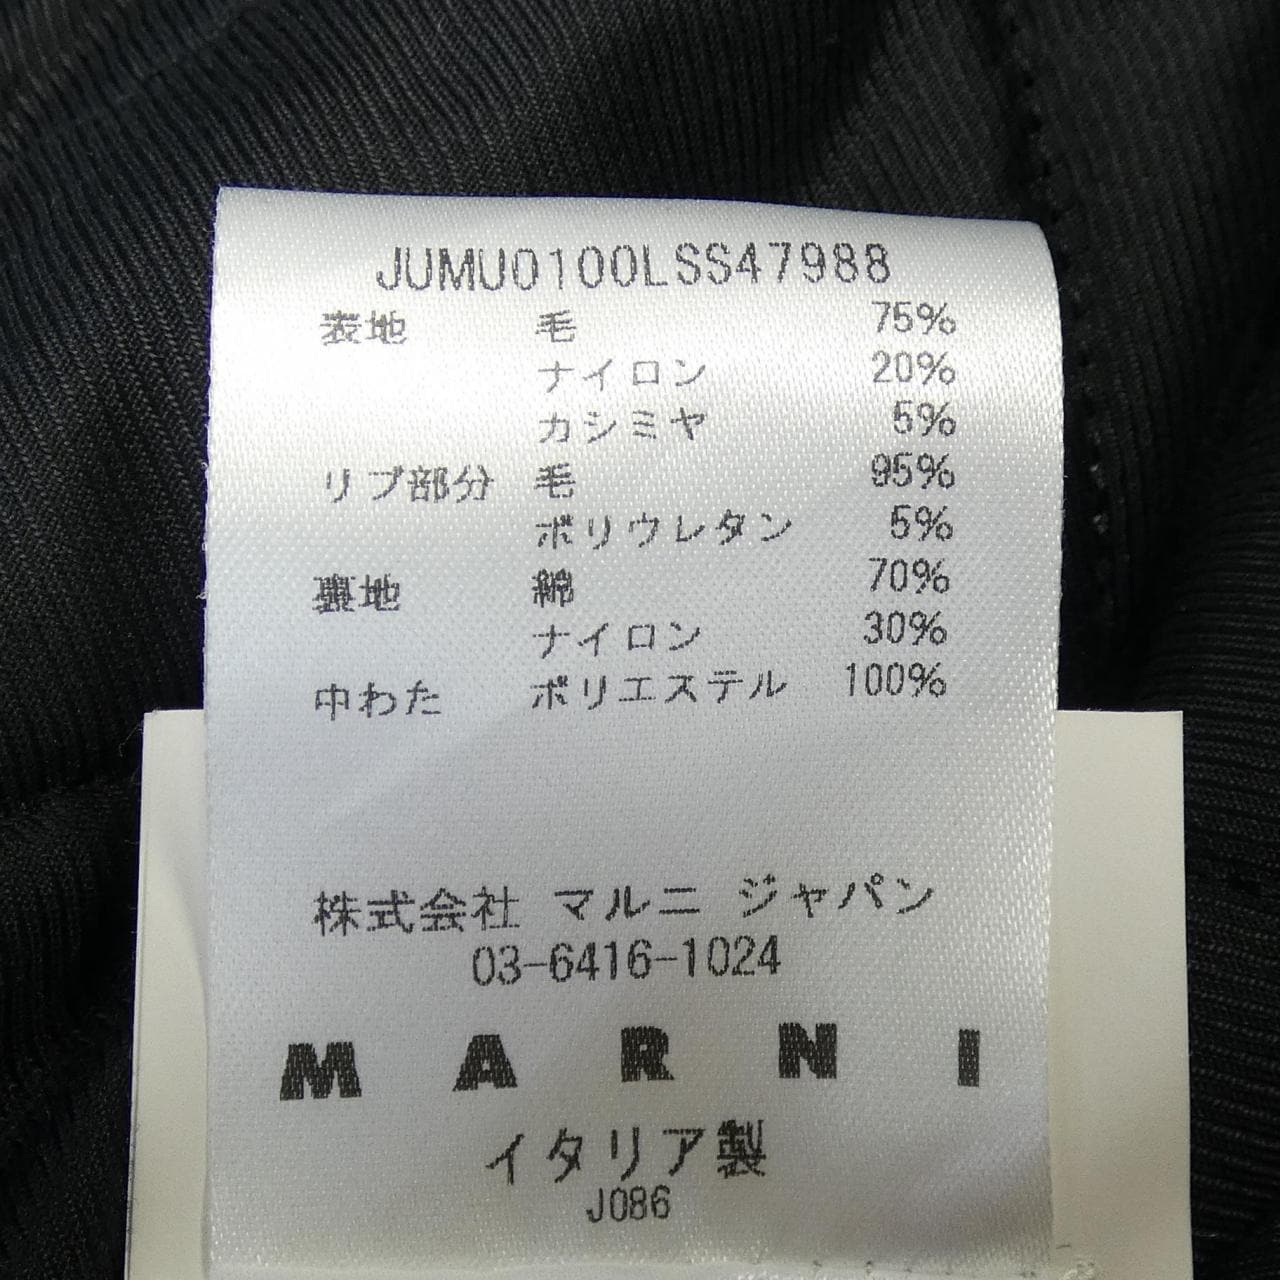 JUMU0100LSS47988
表地 毛 75%
ナイロン 20%
カシミヤ 5%
リブ部分 毛 95%
ポリウレタン 5%
裏地 綿 70%
ナイロン 30%
中わた ポリエステル 100%
株式会社 マルニ ジャパン
03-6416-1024
MARNI
イタリア製
J086